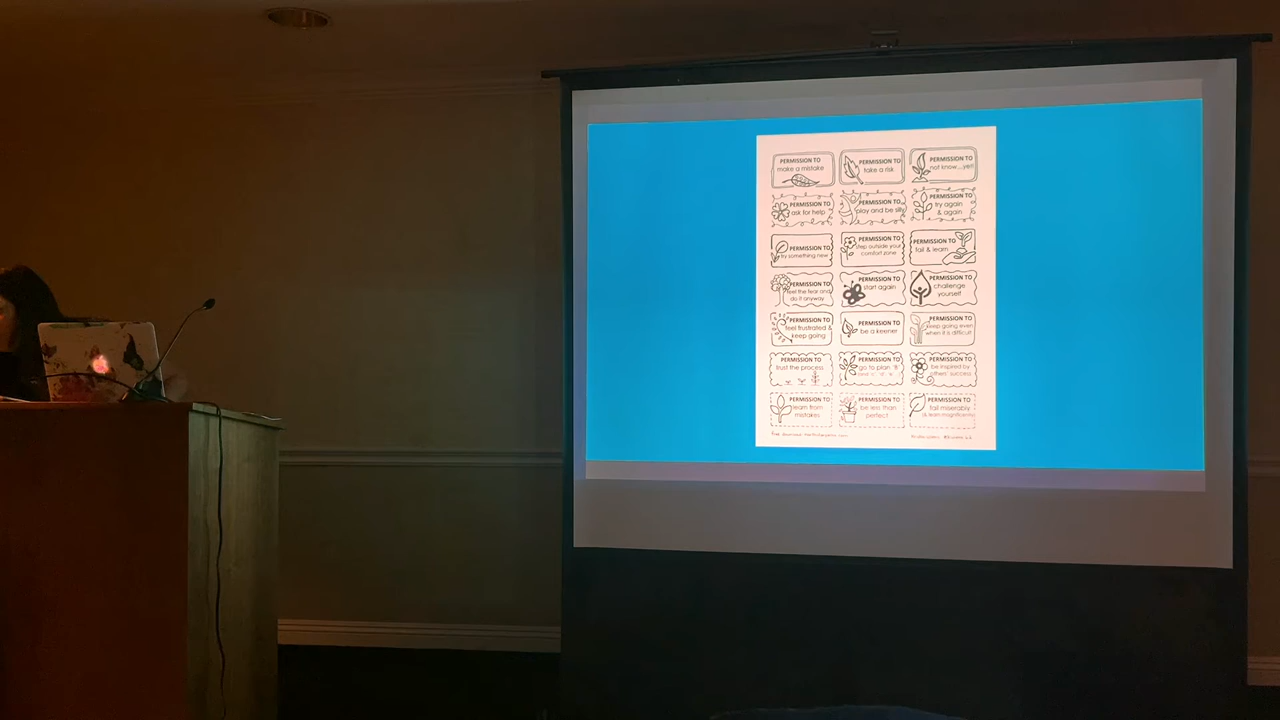 PERMISSION TO
make a mistake
PERMISSION TO
take a risk
PERMISSION TO
not know...yet!
PERMISSION TO
ask for help
PERMISSION TO
play and be silly
PERMISSION TO
try again
& again
PERMISSION TO
try something new
PERMISSION TO
step outside your
comfort zone
PERMISSION TO
fail & learn
PERMISSION TO
feel the fear and
do it anyway
PERMISSION TO
start again
PERMISSION TO
challenge
yourself
PERMISSION TO
feel frustrated &
keep going
PERMISSION TO
be a keener
PERMISSION TO
keep going even
when it is difficult
PERMISSION TO
trust the process
PERMISSION TO
go to plan 'B'
PERMISSION TO
be inspired by
others' success
PERMISSION TO
learn from
mistakes
PERMISSION TO
be less than
perfect
PERMISSION TO
fail miserably
(& learn magnificently)